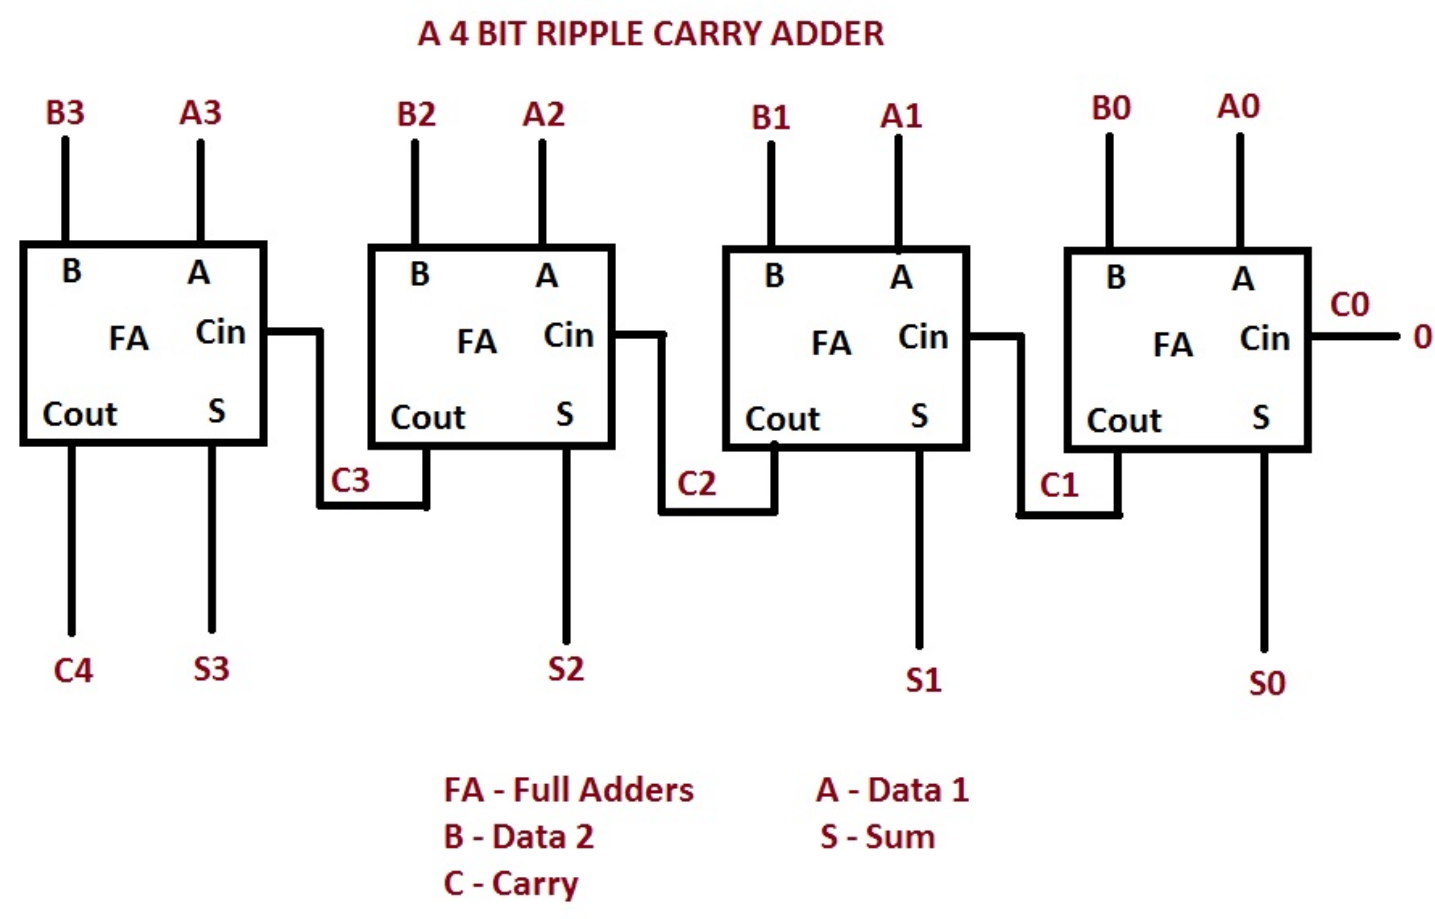 A 4 BIT RIPPLE CARRY ADDER
B3 A3 B2 A2 B1 A1 B0 A0
B A B A B A B A
C0
FA Cin FA Cin FA Cin FA Cin 0
Cout S Cout S Cout S Cout S
C3 C2 C1
C4 S3 S2 S1 S0
FA - Full Adders A - Data 1
B - Data 2 S - Sum
C - Carry